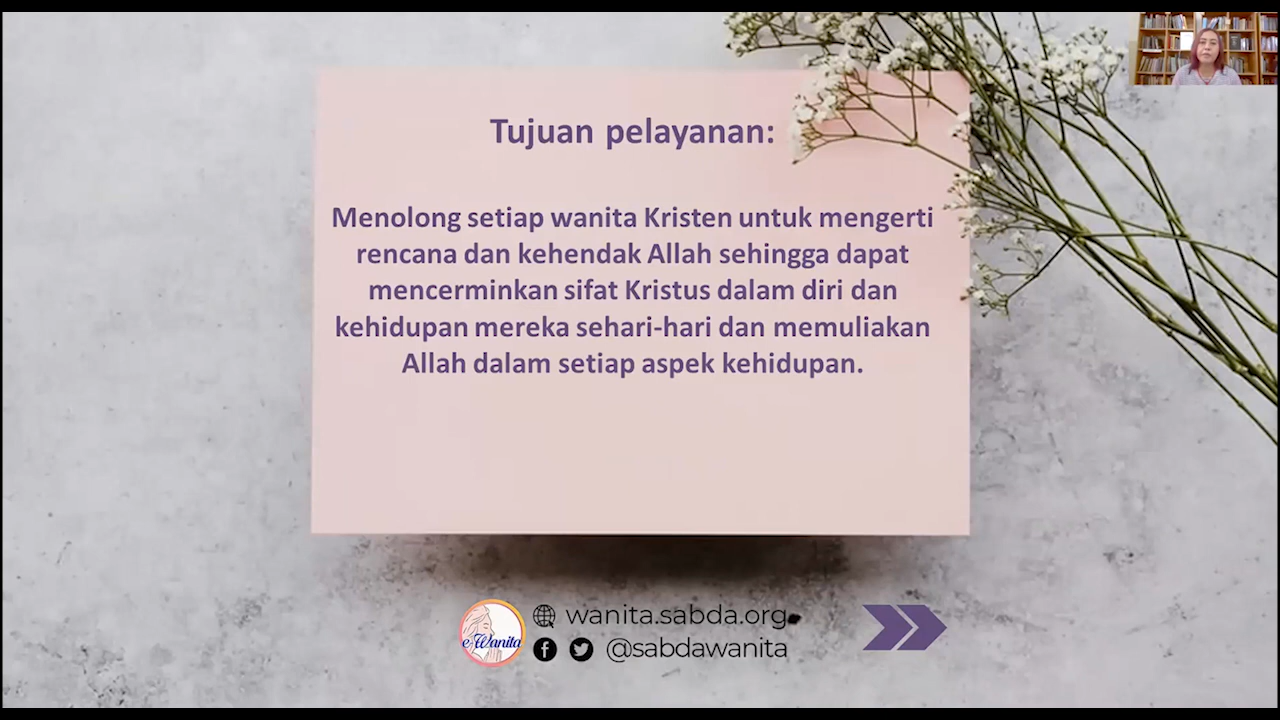 Tujuan pelayanan:
Menolong setiap wanita Kristen untuk mengerti
rencana dan kehendak Allah sehingga dapat
mencerminkan sifat Kristus dalam diri dan
kehidupan mereka sehari-hari dan memuliakan
Allah dalam setiap aspek kehidupan.
e-Wanita
wanita.sabda.org
@sabdawanita